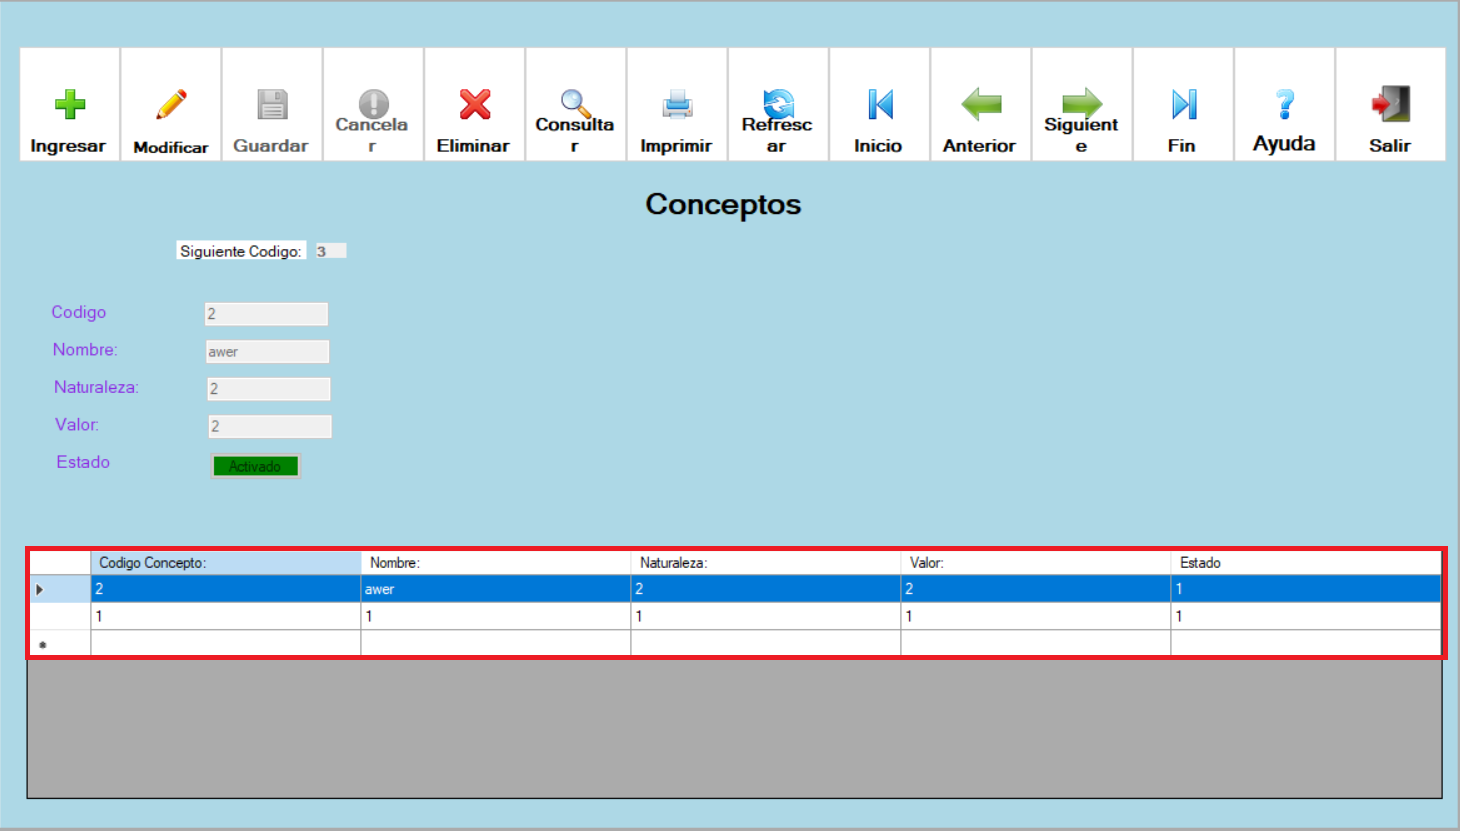 Ingresar Modificar Guardar Cancela
r Eliminar Consulta
r Imprimir Refresc
ar Inicio Anterior Siguient
e Fin Ayuda Salir
Conceptos
Siguiente Codigo: 3
Codigo 2
Nombre: awer
Naturaleza: 2
Valor: 2
Estado Activado
Codigo Concepto: Nombre: Naturaleza: Valor: Estado
2 awer 2 2 1
1 1 1 1 1